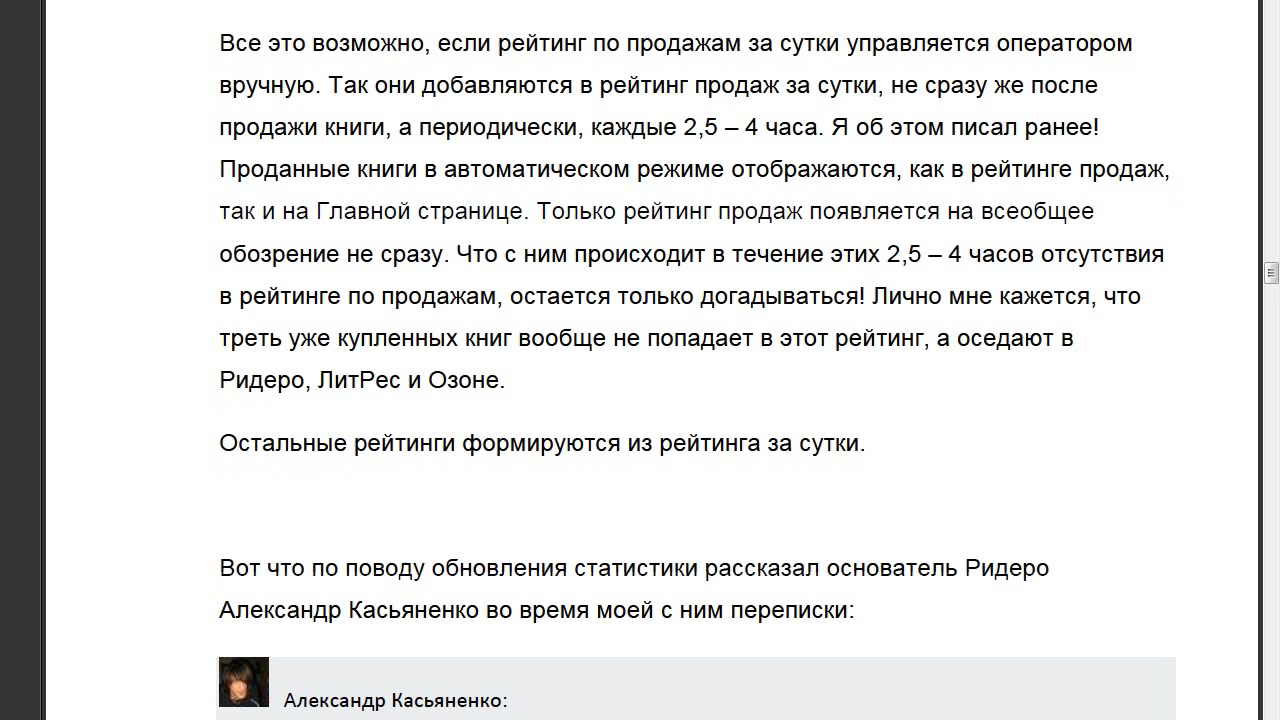 Все это возможно, если рейтинг по продажам за сутки управляется оператором
вручную. Так они добавляются в рейтинг продаж за сутки, не сразу же после
продажи книги, а периодически, каждые 2,5 – 4 часа. Я об этом писал ранее!
Проданные книги в автоматическом режиме отображаются, как в рейтинге продаж,
так и на Главной странице. Только рейтинг продаж появляется на всеобщее
обозрение не сразу. Что с ним происходит в течение этих 2,5 – 4 часов отсутствия
в рейтинге по продажам, остается только догадываться! Лично мне кажется, что
треть уже купленных книг вообще не попадает в этот рейтинг, а оседают в
Ридеро, ЛитРес и Озоне.
Остальные рейтинги формируются из рейтинга за сутки.
Вот что по поводу обновления статистики рассказал основатель Ридеро
Александр Касьяненко во время моей с ним переписки:
Александр Касьяненко: